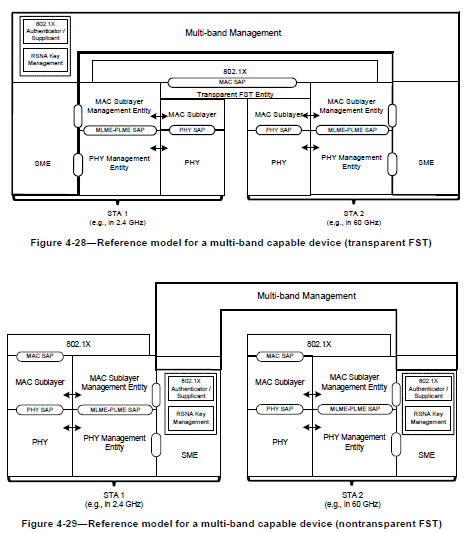 802.1X
Authenticator /
Supplicant
RSNA Key
Management
Multi-band Management
802.1X
MAC SAP
Transparent FST Entity
MAC Sublayer
Management Entity
MAC Sublayer
MAC Sublayer
MAC Sublayer
Management Entity
MLME-PLME SAP
PHY SAP
PHY SAP
MLME-PLME SAP
SME
PHY Management
Entity
PHY
PHY
PHY Management
Entity
SME
STA 1
(e.g., in 2.4 GHz)
STA 2
(e.g., in 60 GHz)
Figure 4-28—Reference model for a multi-band capable device (transparent FST)
Multi-band Management
802.1X
MAC SAP
MAC Sublayer
MAC Sublayer
Management Entity
802.1X
Authenticator /
Supplicant
RSNA Key
Management
PHY SAP
MLME-PLME SAP
PHY
PHY Management
Entity
SME
802.1X
MAC SAP
MAC Sublayer
MAC Sublayer
Management Entity
802.1X
Authenticator /
Supplicant
RSNA Key
Management
PHY SAP
MLME-PLME SAP
PHY
PHY Management
Entity
SME
STA 1
(e.g., in 2.4 GHz)
STA 2
(e.g., in 60 GHz)
Figure 4-29—Reference model for a multi-band capable device (nontransparent FST)